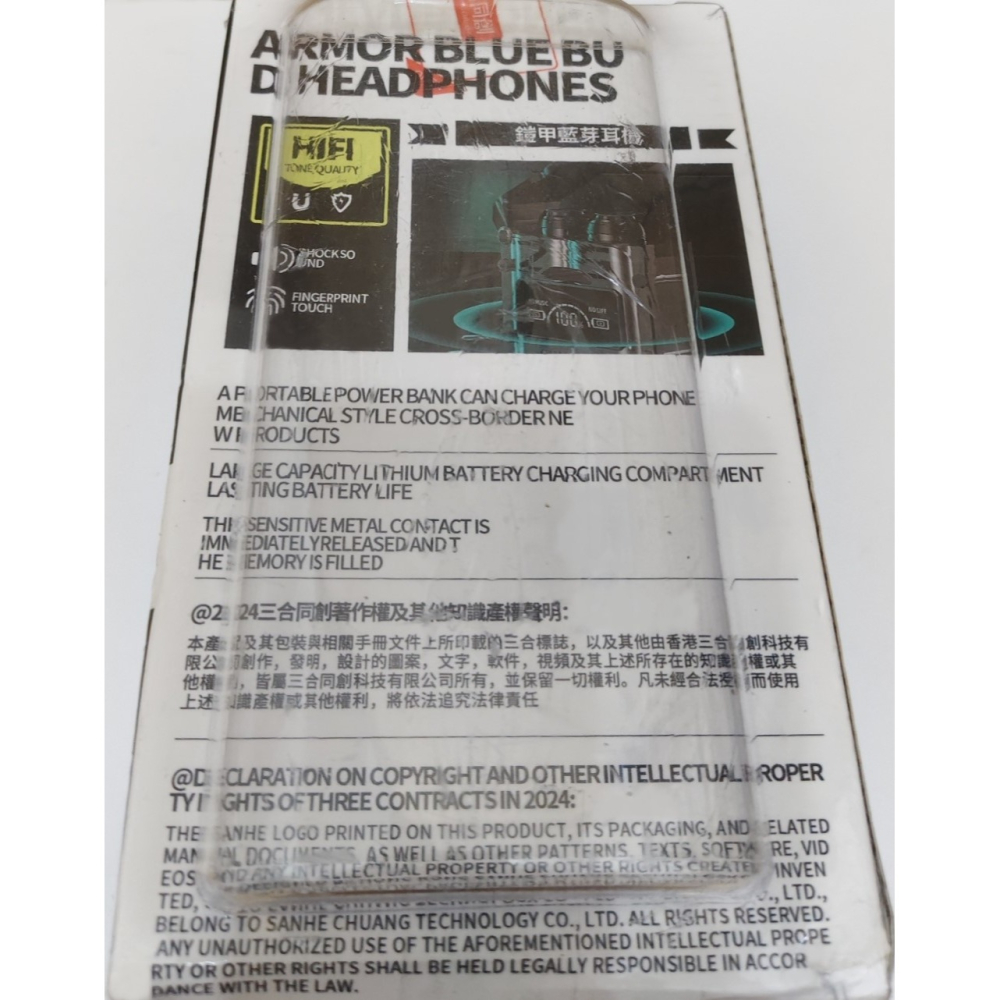 ARMOR BLUE BU
D HEADPHONES
HIFI
TONE QUALITY
鎧甲藍芽耳機
SHOCK SO
UND
FINGERPRINT
TOUCH
100
A PORTABLE POWER BANK CAN CHARGE YOUR PHONE
MECHANICAL STYLE CROSS-BORDER NE
W PRODUCTS
LARGE CAPACITY LITHIUM BATTERY CHARGING COMPARTMENT
LASTING BATTERY LIFE
THE SENSITIVE METAL CONTACT IS
IMMEDIATELY RELEASED AND T
HE MEMORY IS FILLED
@2024三合同創著作權及其他知識產權聲明:
本產品及其包裝與相關手冊文件上所印載的三合標誌，以及其他由香港三合同創科技有
限公司創作，發明，設計的圖案，文字，軟件，視頻及其上述所存在的知識產權或其
他權利，皆屬三合同創科技有限公司所有，並保留一切權利。凡未經合法授權而使用
上述知識產權或其他權利，將依法追究法律責任
@DECLARATION ON COPYRIGHT AND OTHER INTELLECTUAL PROPER
TY RIGHTS OF THREE CONTRACTS IN 2024:
THE SANHE LOGO PRINTED ON THIS PRODUCT, ITS PACKAGING, AND RELATED
MANUAL DOCUMENTS, AS WELL AS OTHER PATTERNS, TEXTS, SOFTWARE, VID
EOS OR ANY INTELLECTUAL PROPERTY OR OTHER RIGHTS CREATED INVEN
TED, CO., LTD.,
BELONG TO SANHE CHUANG TECHNOLOGY CO., LTD. ALL RIGHTS RESERVED.
ANY UNAUTHORIZED USE OF THE AFOREMENTIONED INTELLECTUAL PROPE
RTY OR OTHER RIGHTS SHALL BE HELD LEGALLY RESPONSIBLE IN ACCOR
DANCE WITH THE LAW.